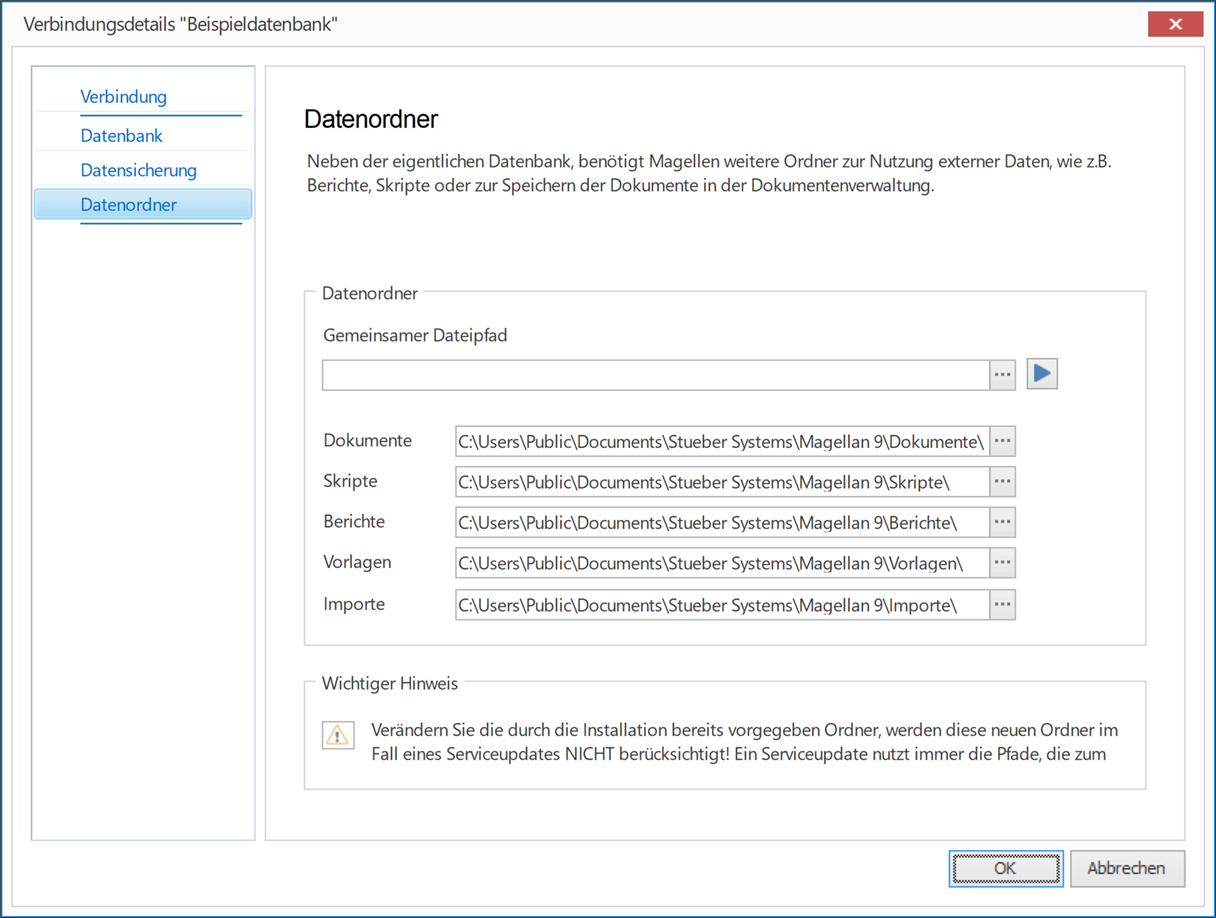 Verbindungsdetails "Beispieldatenbank"
Verbindung
Datenbank
Datensicherung
Datenordner
Datenordner
Neben der eigentlichen Datenbank, benötigt Magellen weitere Ordner zur Nutzung externer Daten, wie z.B.
Berichte, Skripte oder zur Speichern der Dokumente in der Dokumentenverwaltung.
Datenordner
Gemeinsamer Dateipfad
...
Dokumente C:\Users\Public\Documents\Stueber Systems\Magellan 9\Dokumente\ ...
Skripte C:\Users\Public\Documents\Stueber Systems\Magellan 9\Skripte\ ...
Berichte C:\Users\Public\Documents\Stueber Systems\Magellan 9\Berichte\ ...
Vorlagen C:\Users\Public\Documents\Stueber Systems\Magellan 9\Vorlagen\ ...
Importe C:\Users\Public\Documents\Stueber Systems\Magellan 9\Importe\ ...
Wichtiger Hinweis
Verändern Sie die durch die Installation bereits vorgegeben Ordner, werden diese neuen Ordner im
Fall eines Serviceupdates NICHT berücksichtigt! Ein Serviceupdate nutzt immer die Pfade, die zum
OK Abbrechen